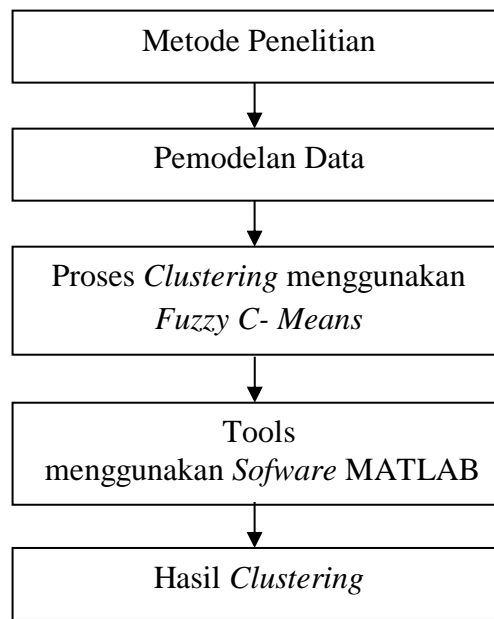 Metode Penelitian
Pemodelan Data
Proses Clustering menggunakan
Fuzzy C- Means
Tools
menggunakan Sofware MATLAB
Hasil Clustering